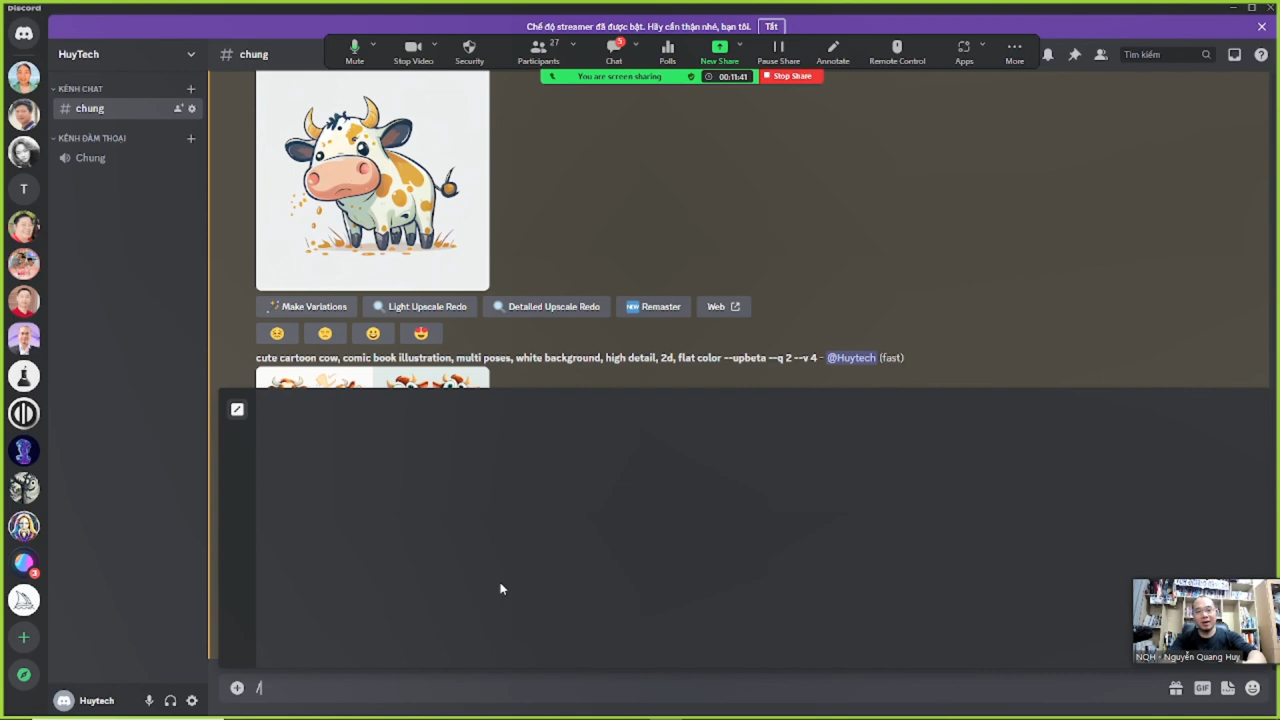 Discord
Chế độ streamer đã được bật. Hãy cẩn thận nhé, bạn tôi.
Tắt
HuyTech
# chung
Mute
Stop Video
Security
27
Participants
5
Chat
Polls
New Share
Pause Share
Annotate
Remote Control
Apps
More
Tìm kiếm
You are screen sharing
00:11:41
Stop Share
KÊNH CHAT
# chung
KÊNH ĐÀM THOẠI
Chung
T
Make Variations
Light Upscale Redo
Detailed Upscale Redo
NEW Remaster
Web
cute cartoon cow, comic book illustration, multi poses, white background, high detail, 2d, flat color --upbeta --q 2 --v 4 - @Huytech (fast)
3
NQH - Nguyễn Quang Huy
Huytech
/
GIF